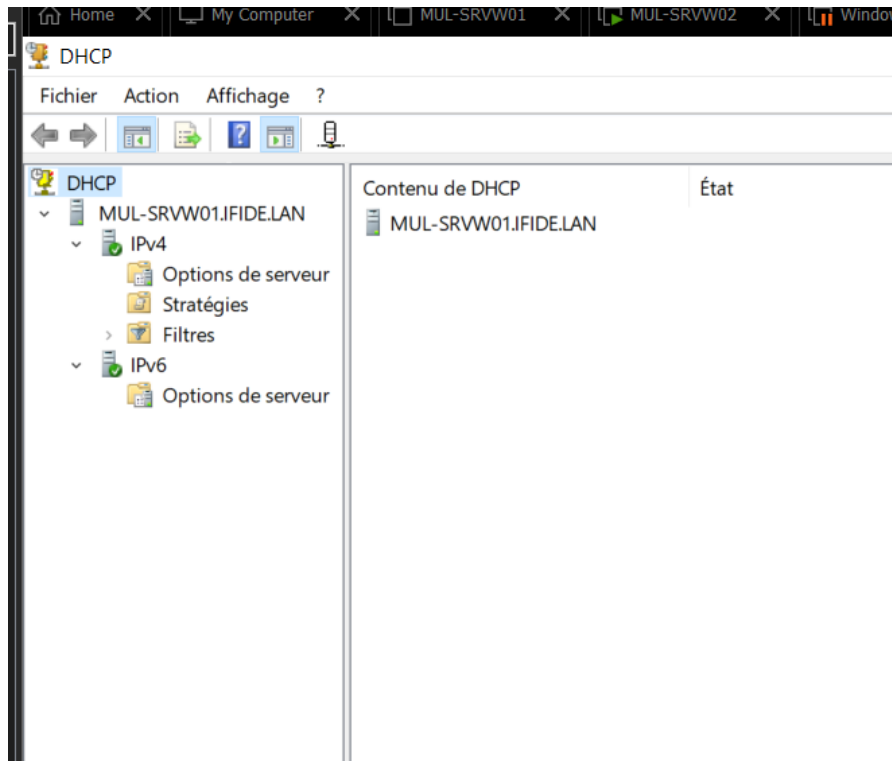 Home My Computer MUL-SRVW01 MUL-SRVW02 Window
DHCP
Fichier Action Affichage ?
DHCP
MUL-SRVW01.IFIDE.LAN
IPv4
Options de serveur
Stratégies
Filtres
IPv6
Options de serveur
Contenu de DHCP État
MUL-SRVW01.IFIDE.LAN